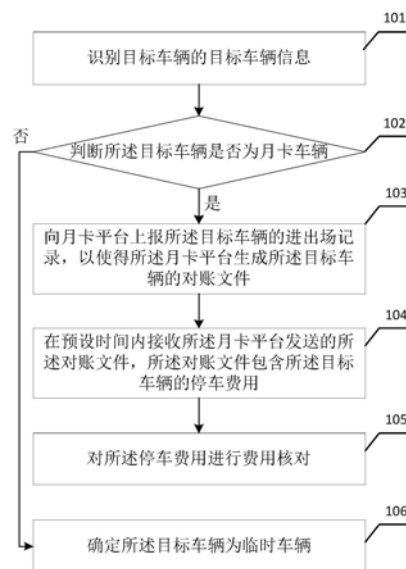 101
识别目标车辆的目标车辆信息
102
否
判断所述目标车辆是否为月卡车辆
是
103
向月卡平台上报所述目标车辆的进出场记
录，以使得所述月卡平台生成所述目标车
辆的对账文件
104
在预设时间内接收所述月卡平台发送的所
述对账文件，所述对账文件包含所述目标
车辆的停车费用
105
对所述停车费用进行费用核对
106
确定所述目标车辆为临时车辆